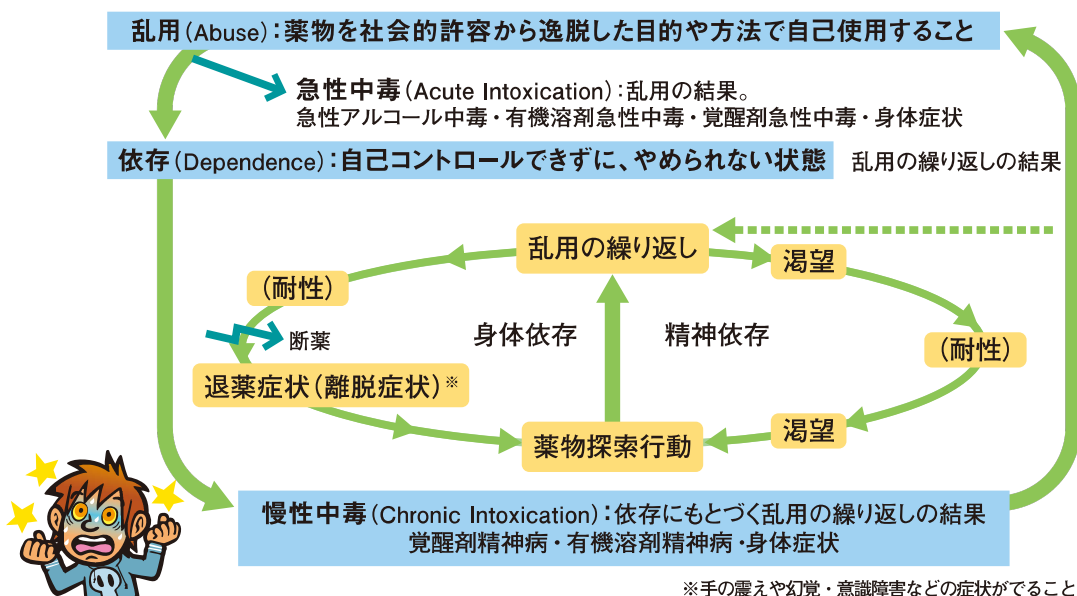 乱用(Abuse):薬物を社会的許容から逸脱した目的や方法で自己使用すること
急性中毒(Acute Intoxication):乱用の結果。
急性アルコール中毒・有機溶剤急性中毒・覚醒剤急性中毒・身体症状
依存(Dependence):自己コントロールできずに、やめられない状態
乱用の繰り返しの結果
乱用の繰り返し
渇望
(耐性)
断薬
身体依存
精神依存
(耐性)
退薬症状(離脱症状)※
渇望
薬物探索行動
慢性中毒(Chronic Intoxication):依存にもとづく乱用の繰り返しの結果
覚醒剤精神病・有機溶剤精神病・身体症状
※手の震えや幻覚・意識障害などの症状がでること